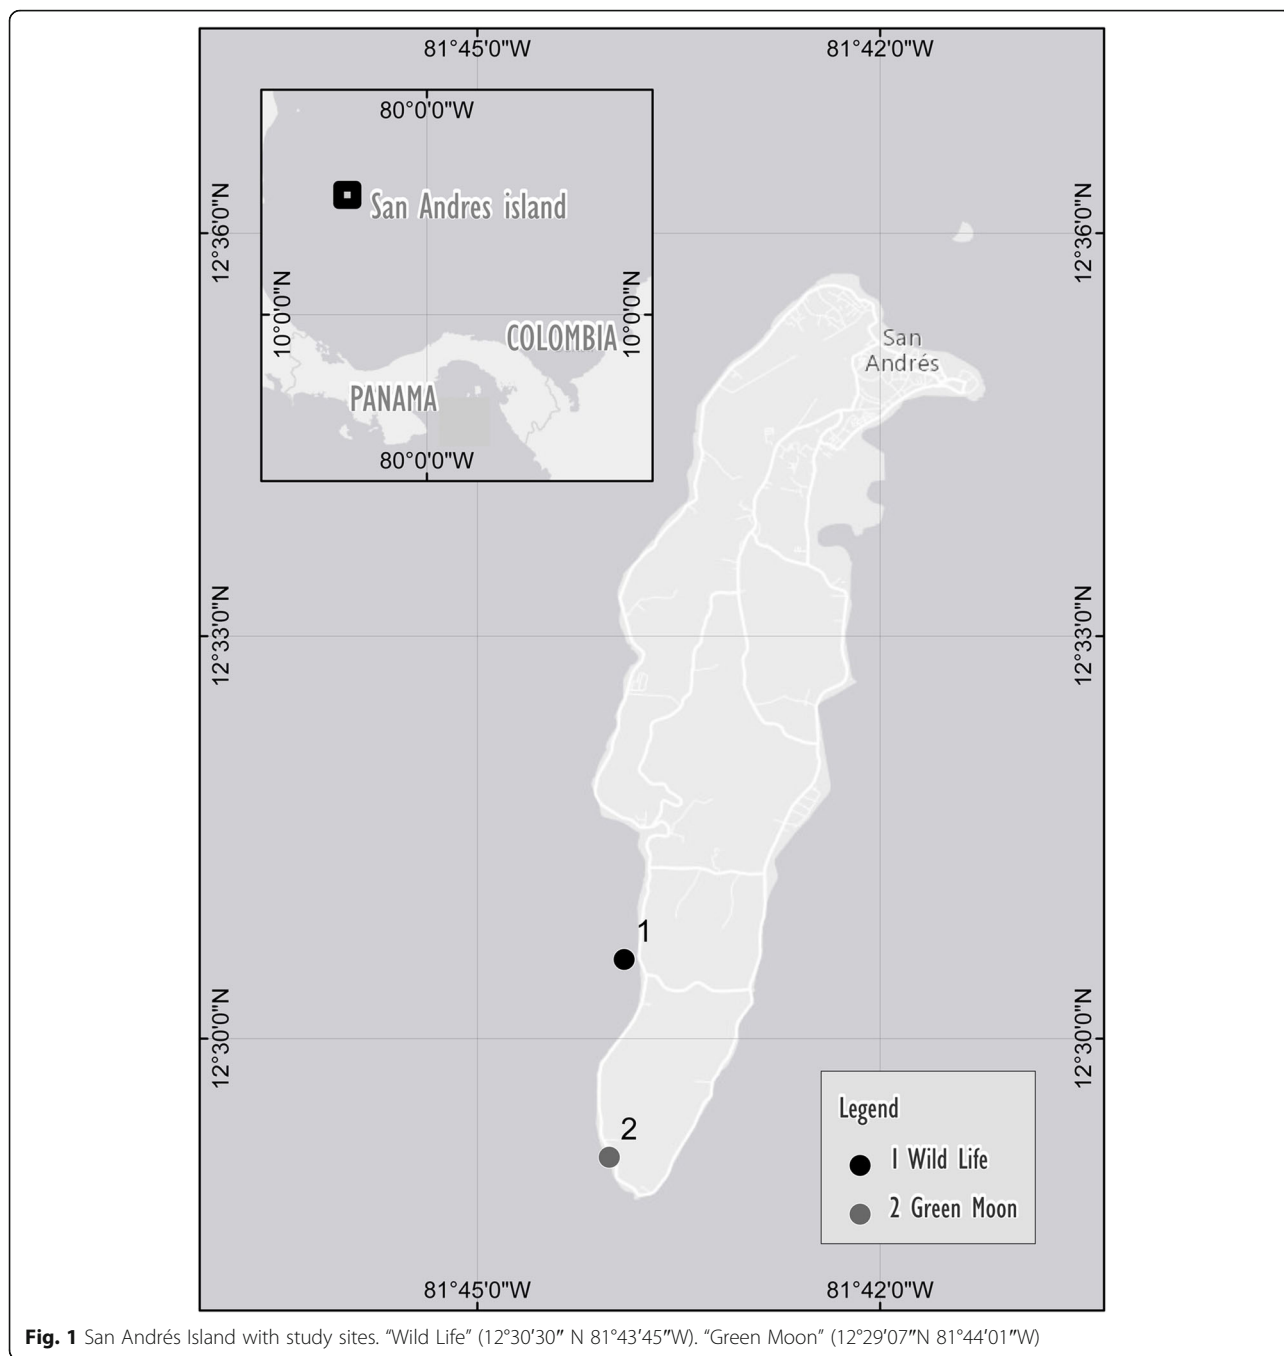 81°45'0"W
81°42'0"W
80°0'0"W
San Andres island
12°36'0"N
12°36'0"N
10°0'0"N
10°0'0"N
COLOMBIA
PANAMA
80°0'0"W
San
Andrés
12°33'0"N
12°33'0"N
1
12°30'0"N
12°30'0"N
2
Legend
1 Wild Life
2 Green Moon
81°45'0"W
81°42'0"W
Fig. 1 San Andrés Island with study sites. “Wild Life” (12°30′30″ N 81°43′45″W). “Green Moon” (12°29′07″N 81°44′01″W)